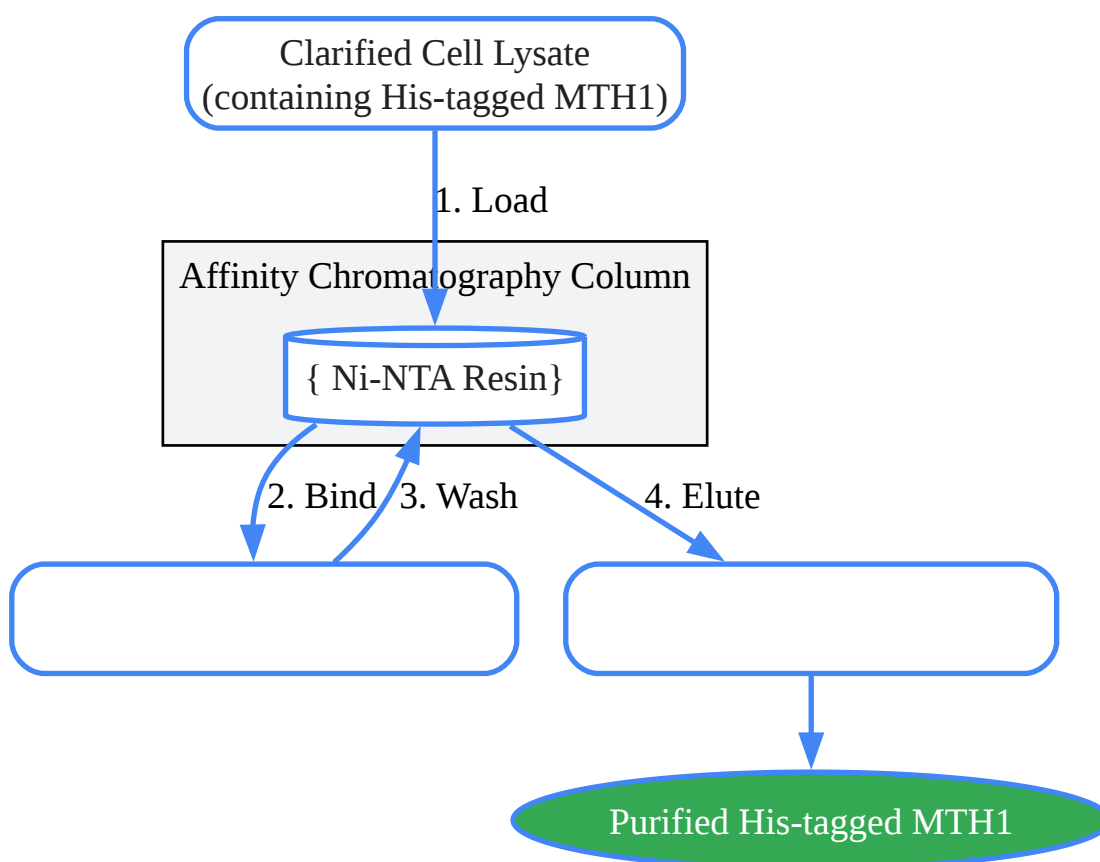 Clarified Cell Lysate
(containing His-tagged MTH1)
1. Load
Affinity Chromatography Column
{ Ni-NTA Resin}
2. Bind
3. Wash
4. Elute
Purified His-tagged MTH1